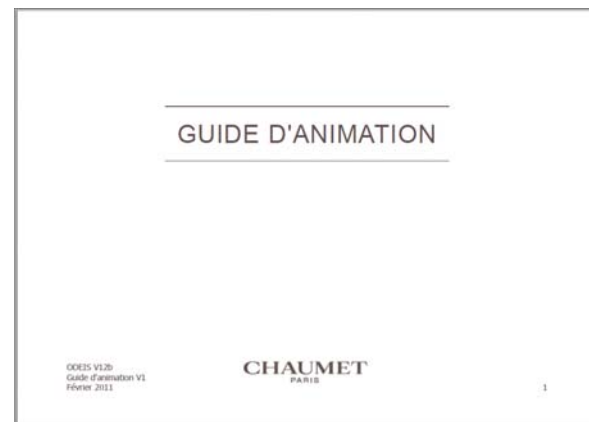 GUIDE D'ANIMATION
ODEIS V12b
Guide d'animation V1
Février 2011
CHAUMET
PARIS
1